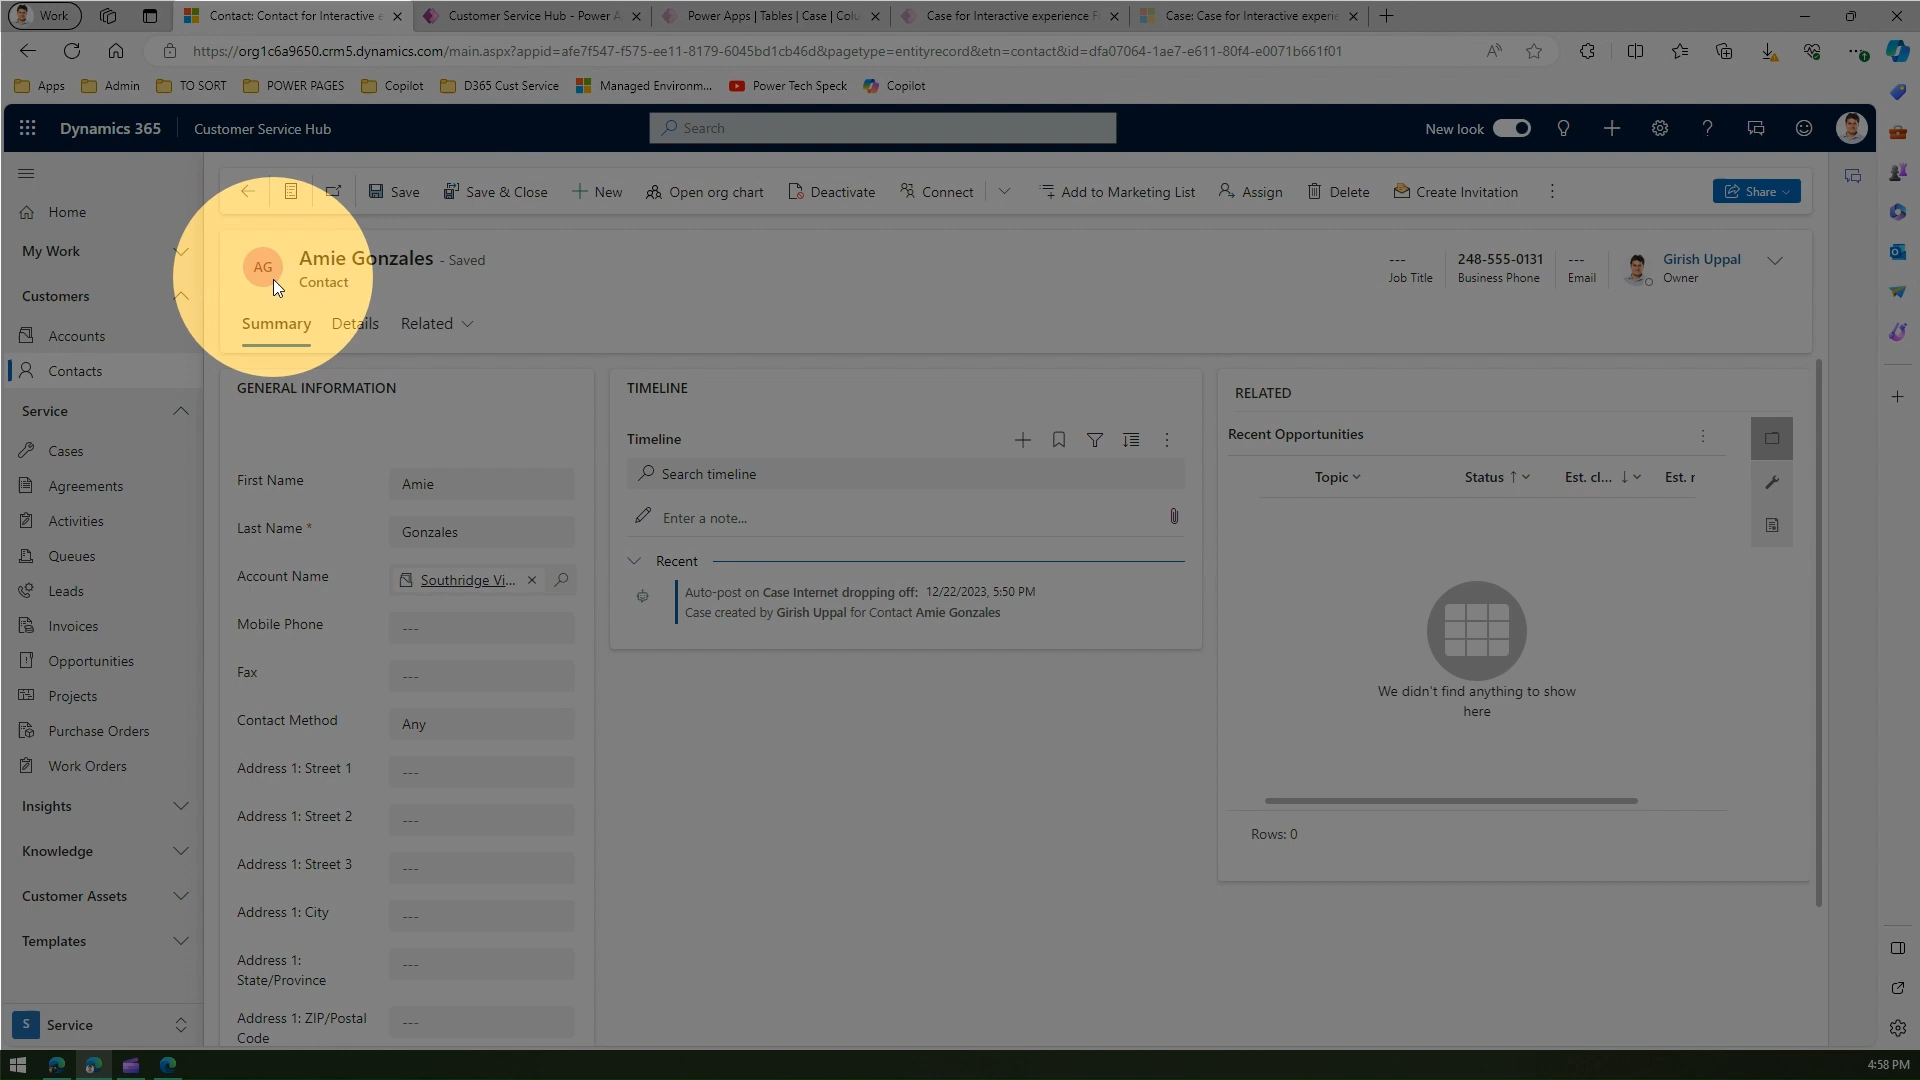 Work
Contact: Contact for Interactive e
Customer Service Hub - Power A
Power Apps | Tables | Case | Colu
Case for Interactive experience F
Case: Case for Interactive experie
https://org1c6a9650.crm5.dynamics.com/main.aspx?appid=afe7f547-f575-ee11-8179-6045bd1cb46d&pagetype=entityrecord&etn=contact&id=dfa07064-1ae7-e611-80f4-e0071b661f01
Apps
Admin
TO SORT
POWER PAGES
Copilot
D365 Cust Service
Managed Environm...
Power Tech Speck
Copilot
Dynamics 365
Customer Service Hub
Search
New look
Save
Save & Close
New
Open org chart
Deactivate
Connect
Add to Marketing List
Assign
Delete
Create Invitation
Share
Home
My Work
Customers
Accounts
Contacts
Service
Cases
Agreements
Activities
Queues
Leads
Invoices
Opportunities
Projects
Purchase Orders
Work Orders
Insights
Knowledge
Customer Assets
Templates
S Service
AG
Amie Gonzales - Saved
Contact
---
Job Title
248-555-0131
Business Phone
---
Email
Girish Uppal
Owner
Summary
Details
Related
GENERAL INFORMATION
First Name
Amie
Last Name *
Gonzales
Account Name
Southridge Vi...
Mobile Phone
---
Fax
---
Contact Method
Any
Address 1: Street 1
---
Address 1: Street 2
---
Address 1: Street 3
---
Address 1: City
---
Address 1:
State/Province
---
Address 1: ZIP/Postal
Code
---
TIMELINE
Timeline
Search timeline
Enter a note...
Recent
Auto-post on Case Internet dropping off: 12/22/2023, 5:50 PM
Case created by Girish Uppal for Contact Amie Gonzales
RELATED
Recent Opportunities
Topic
Status
Est. cl...
Est. r
We didn't find anything to show
here
Rows: 0
4:58 PM